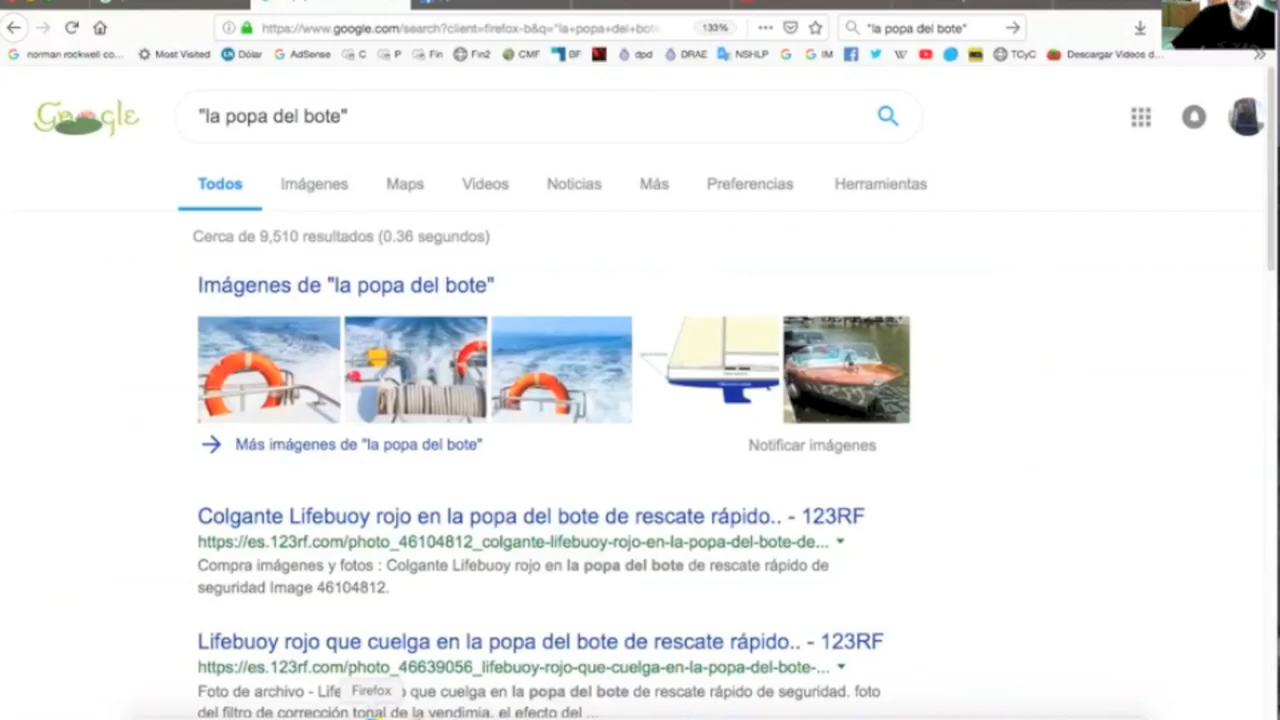 https://www.google.com/search?client=firefox-b&q="la+popa+del+bote
133%
"la popa del bote"
norman rockwell co...
Most Visited
Dólar
AdSense
C
P
Fin
Fin2
CMF
BF
dpd
DRAE
NSHLP
G
IM
TCyC
Descargar Videos d...
Google
"la popa del bote"
Todos
Imágenes
Maps
Videos
Noticias
Más
Preferencias
Herramientas
Cerca de 9,510 resultados (0.36 segundos)
Imágenes de "la popa del bote"
Más imágenes de "la popa del bote"
Notificar imágenes
Colgante Lifebuoy rojo en la popa del bote de rescate rápido.. - 123RF
https://es.123rf.com/photo_46104812_colgante-lifebuoy-rojo-en-la-popa-del-bote-de...
Compra imágenes y fotos : Colgante Lifebuoy rojo en la popa del bote de rescate rápido de
seguridad Image 46104812.
Lifebuoy rojo que cuelga en la popa del bote de rescate rápido.. - 123RF
https://es.123rf.com/photo_46639056_lifebuoy-rojo-que-cuelga-en-la-popa-del-bote-...
Foto de archivo - Life
Firefox
que cuelga en la popa del bote de rescate rápido de seguridad. foto
del filtro de corrección tonal de la vendimia. el efecto del ...